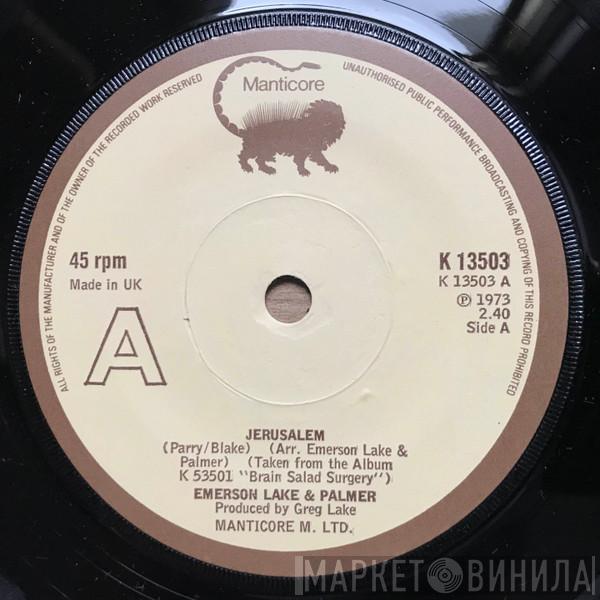 Manticore
ALL RIGHTS OF THE MANUFACTURER AND OF THE OWNER OF THE RECORDED WORK RESERVED
UNAUTHORISED PUBLIC PERFORMANCE BROADCASTING AND COPYING OF THIS RECORD PROHIBITED
45 rpm
Made in UK
A
K 13503
K 13503 A
Ⓟ 1973
2.40
Side A
JERUSALEM
(Parry/Blake) (Arr. Emerson Lake &
Palmer) (Taken from the Album
K 53501 "Brain Salad Surgery")
EMERSON LAKE & PALMER
Produced by Greg Lake
MANTICORE M. LTD.
МАРКЕТ ВИНИЛА